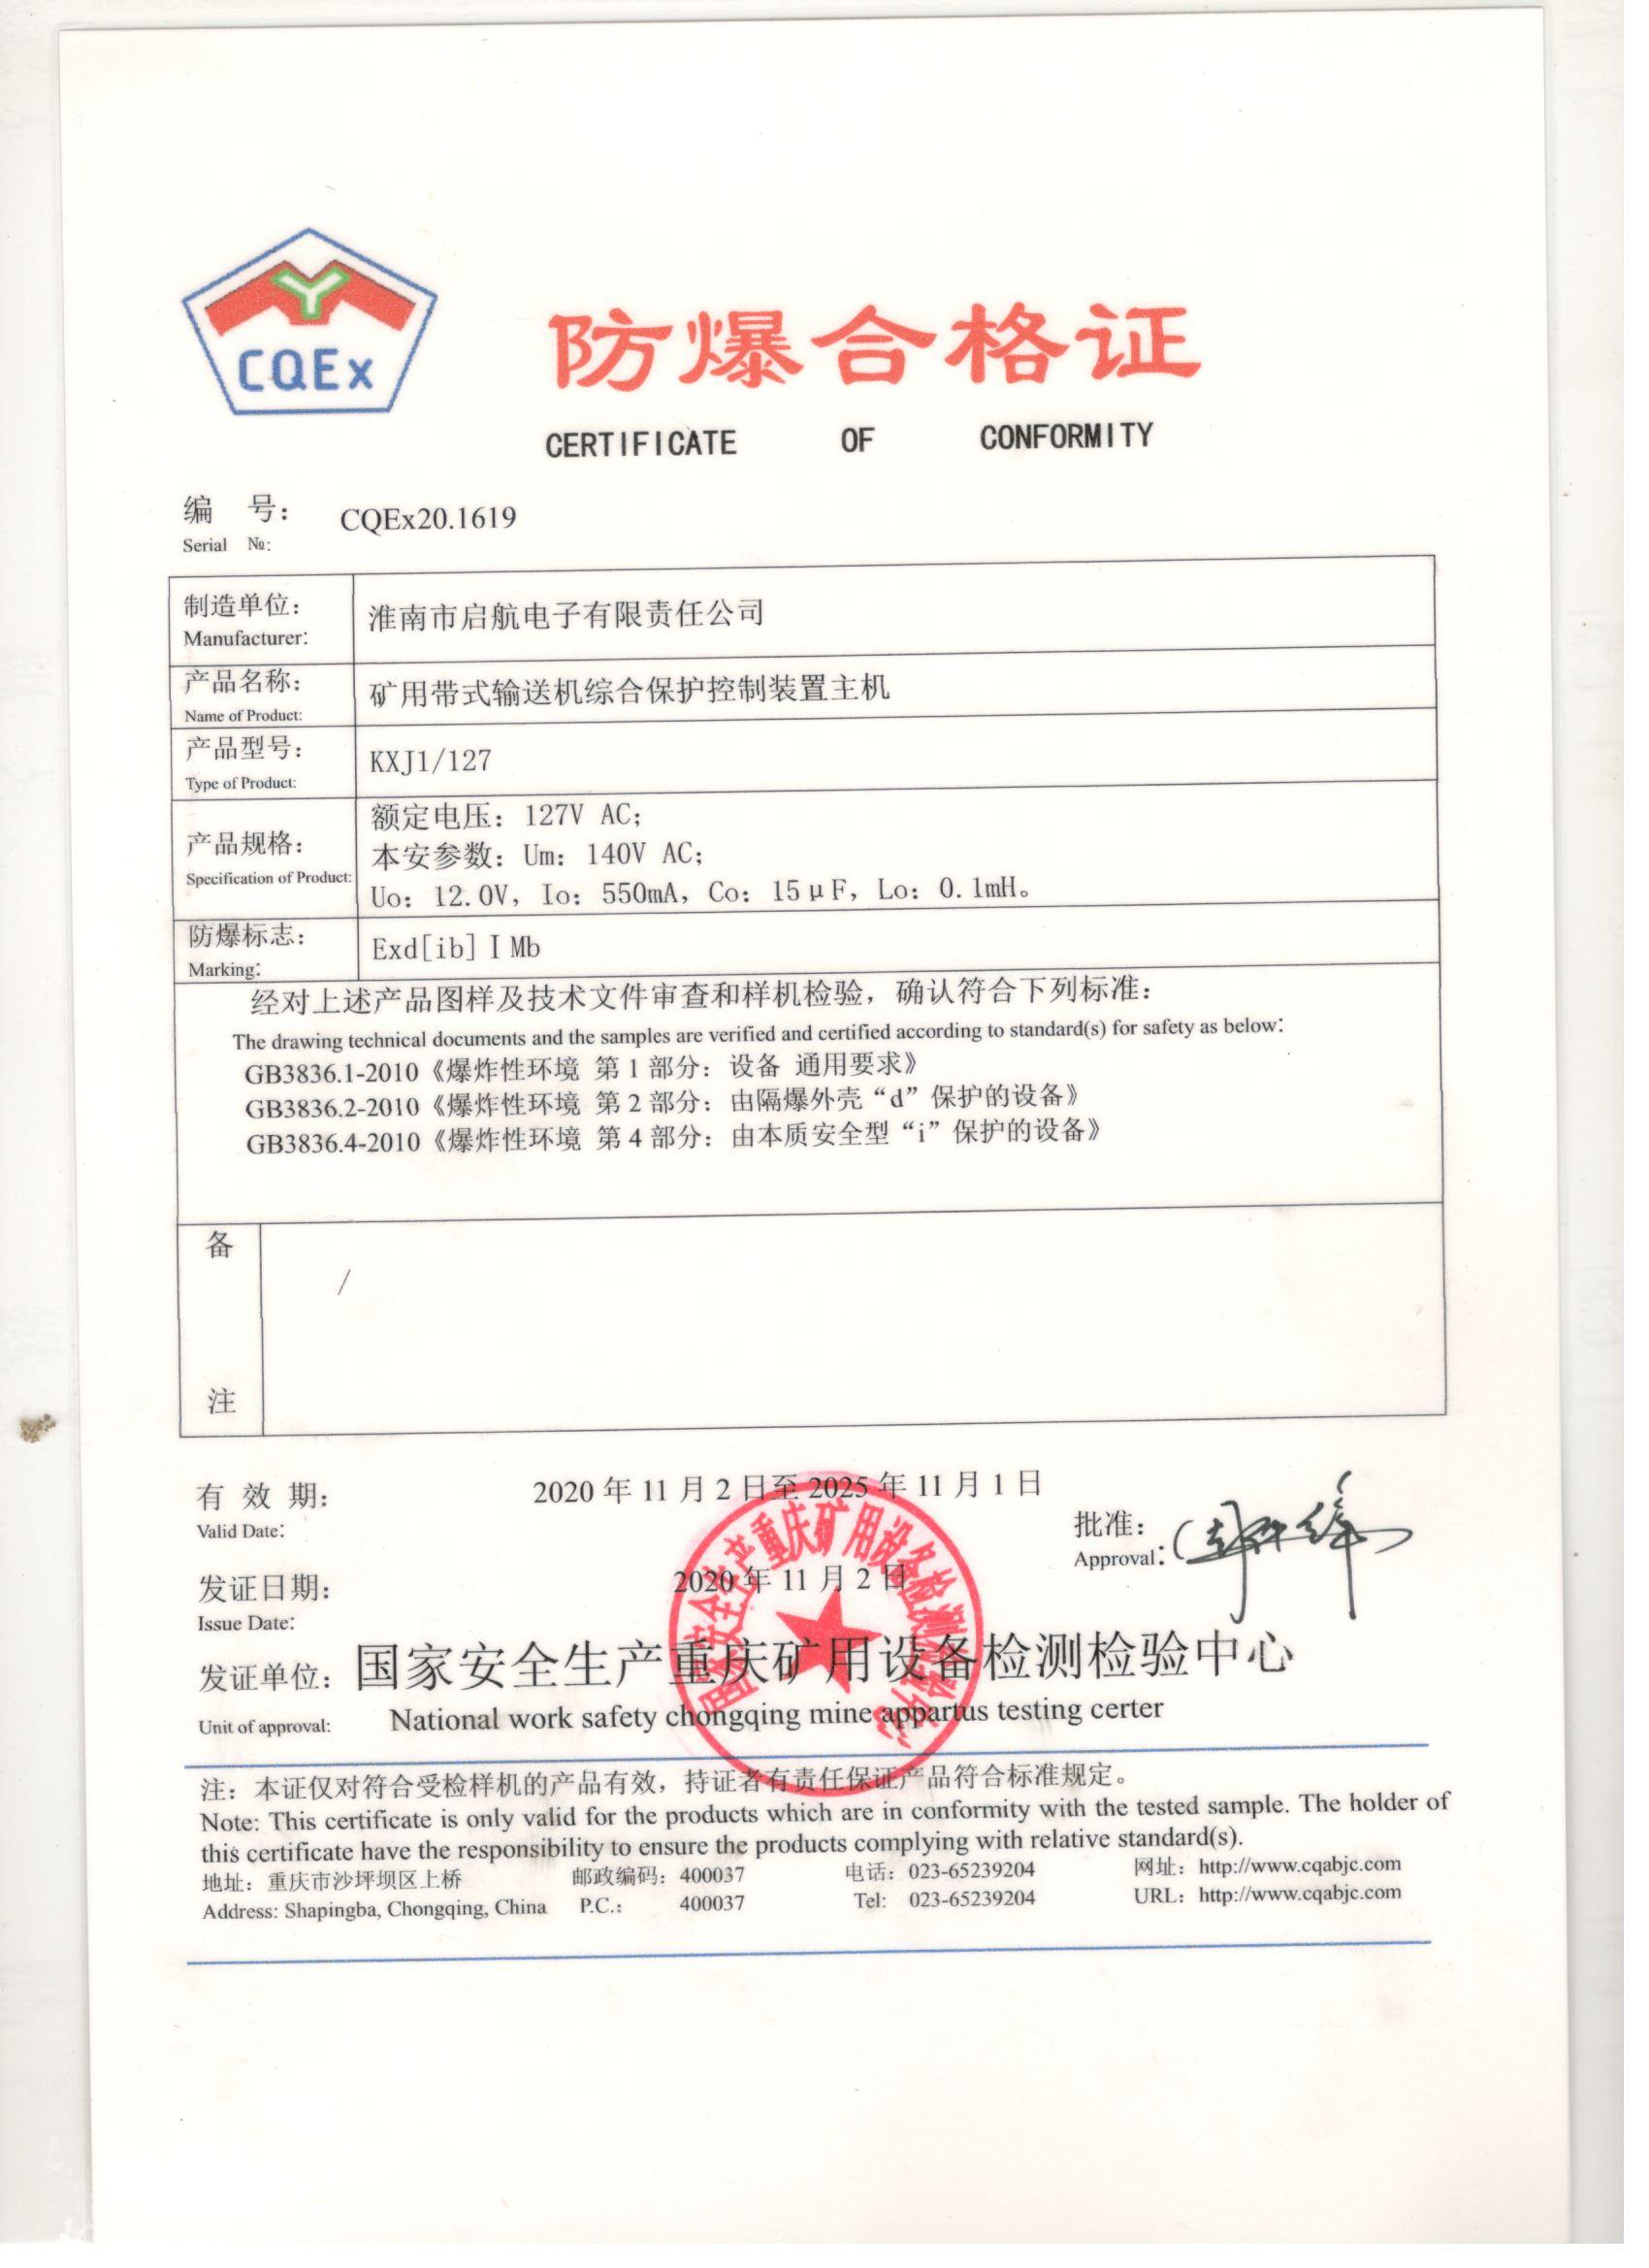 CQEx
防爆合格证
CERTIFICATE OF CONFORMITY
编 号： CQEx20.1619
Serial №:
制造单位： 淮南市启航电子有限责任公司
Manufacturer:
产品名称： 矿用带式输送机综合保护控制装置主机
Name of Product:
产品型号： KXJ1/127
Type of Product:
额定电压：127V AC;
产品规格： 本安参数：Um：140V AC;
Specification of Product: Uo：12.0V，Io：550mA，Co：15μF，Lo：0.1mH。
防爆标志： Exd[ib]ⅠMb
Marking:
经对上述产品图样及技术文件审查和样机检验，确认符合下列标准：
The drawing technical documents and the samples are verified and certified according to standard(s) for safety as below:
GB3836.1-2010《爆炸性环境 第1部分：设备 通用要求》
GB3836.2-2010《爆炸性环境 第2部分：由隔爆外壳“d”保护的设备》
GB3836.4-2010《爆炸性环境 第4部分：由本质安全型“i”保护的设备》
备
/
注
有 效 期： 2020年11月2日至2025年11月1日
Valid Date:
批准：
Approval:
发证日期： 2020年11月2日
Issue Date:
国家安全生产重庆矿用设备检测检验中心
发证单位： 国家安全生产重庆矿用设备检测检验中心
Unit of approval: National work safety chongqing mine appartus testing certer
注：本证仅对符合受检样机的产品有效，持证者有责任保证产品符合标准规定。
Note: This certificate is only valid for the products which are in conformity with the tested sample. The holder of
this certificate have the responsibility to ensure the products complying with relative standard(s).
地址：重庆市沙坪坝区上桥 邮政编码：400037 电话：023-65239204 网址：http://www.cqabjc.com
Address: Shapingba, Chongqing, China P.C.： 400037 Tel: 023-65239204 URL：http://www.cqabjc.com